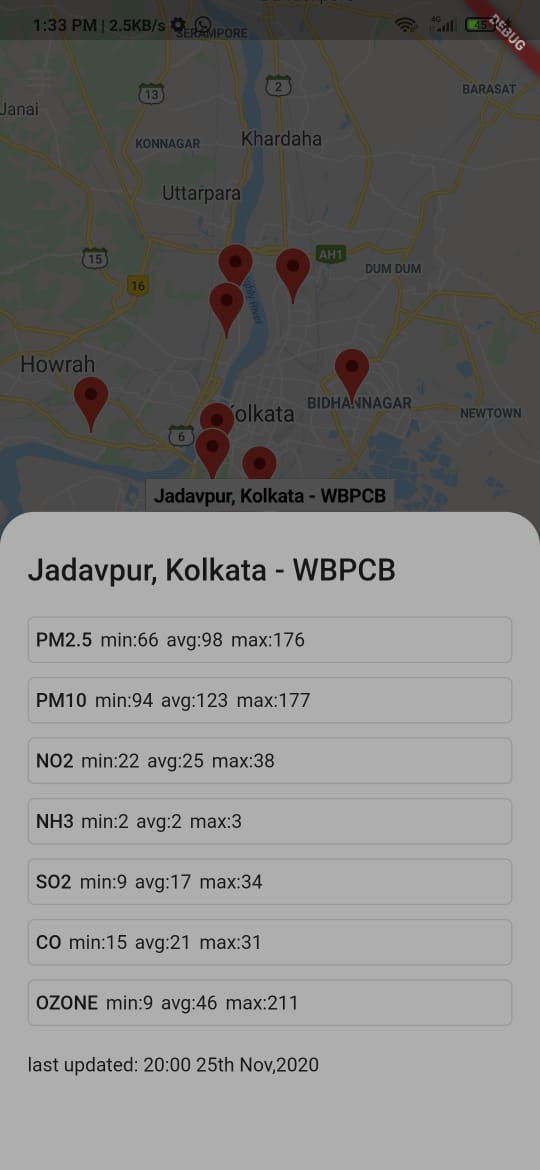 1:33 PM | 2.5KB/s
4G
45
DEBUG
SERAMPORE
2
13
BARASAT
Janai
KONNAGAR
Khardaha
Uttarpara
AH1
15
DUM DUM
16
River
Howrah
BIDHANNAGAR
Kolkata
NEWTOWN
6
Jadavpur, Kolkata - WBPCB
Jadavpur, Kolkata - WBPCB
PM2.5 min:66 avg:98 max:176
PM10 min:94 avg:123 max:177
NO2 min:22 avg:25 max:38
NH3 min:2 avg:2 max:3
SO2 min:9 avg:17 max:34
CO min:15 avg:21 max:31
OZONE min:9 avg:46 max:211
last updated: 20:00 25th Nov,2020